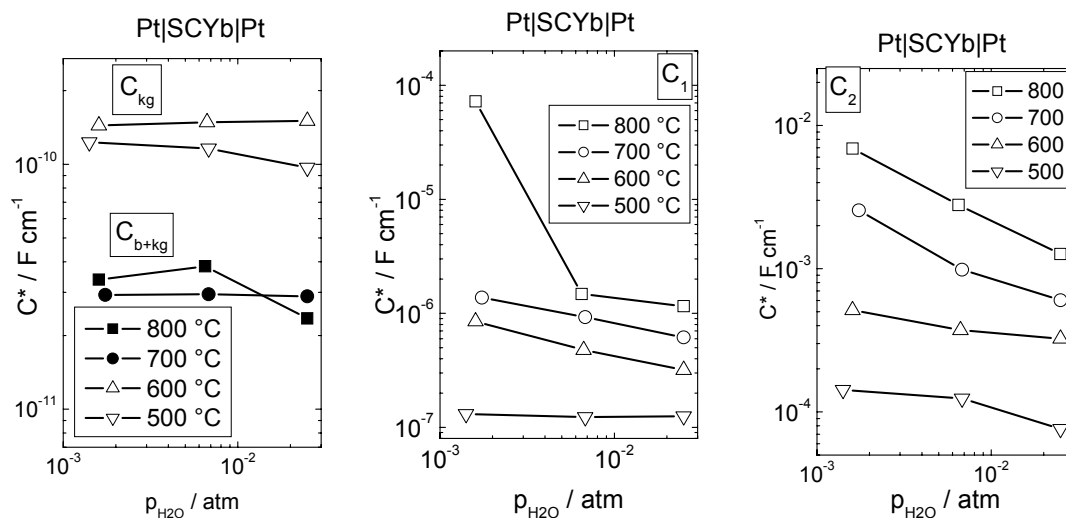 Pt|SCYb|Pt
C_kg
C_b+kg
800 °C
700 °C
600 °C
500 °C
10^-10
10^-11
C* / F cm^-1
10^-3
10^-2
p_H2O / atm
Pt|SCYb|Pt
C_1
800 °C
700 °C
600 °C
500 °C
10^-4
10^-5
10^-6
10^-7
C* / F cm^-1
10^-3
10^-2
p_H2O / atm
Pt|SCYb|Pt
C_2
800
700
600
500
10^-2
10^-3
10^-4
C* / F cm^-1
10^-3
10^-2
p_H2O / atm